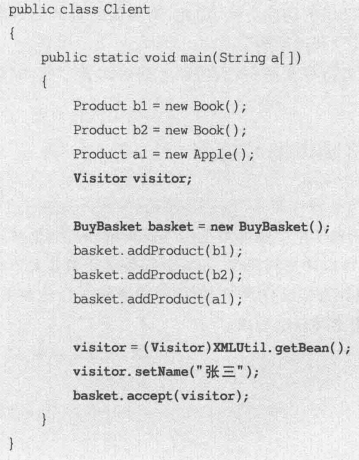 public class Client
{
    public static void main(String a[])
    {
        Product b1 = new Book();
        Product b2 = new Book();
        Product a1 = new Apple();
        Visitor visitor;

        BuyBasket basket = new BuyBasket();
        basket.addProduct(b1);
        basket.addProduct(b2);
        basket.addProduct(a1);

        visitor = (Visitor)XMLUtil.getBean();
        visitor.setName("张三");
        basket.accept(visitor);
    }
}